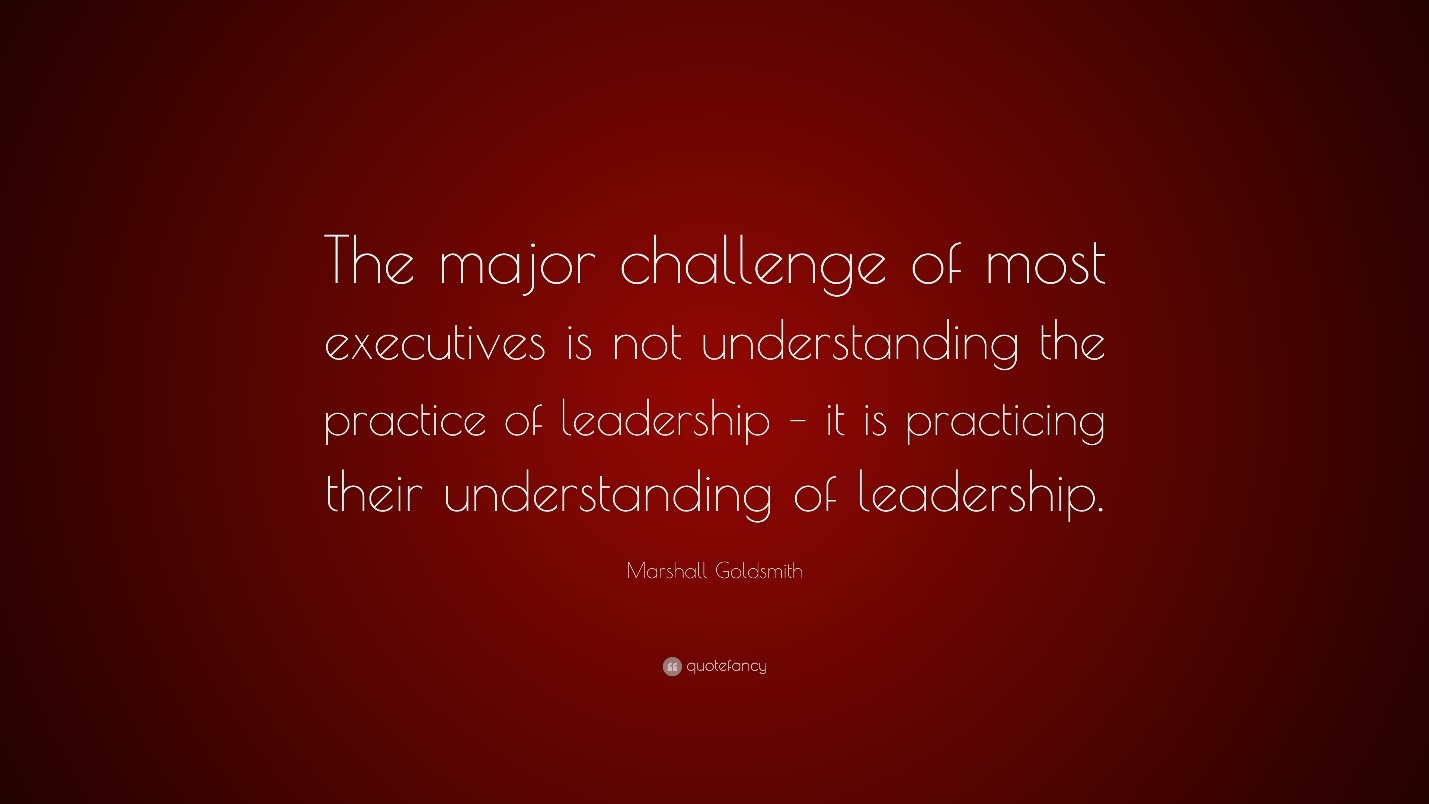 The major challenge of most
executives is not understanding the
practice of leadership – it is practicing
their understanding of leadership.
Marshall Goldsmith
quotefancy